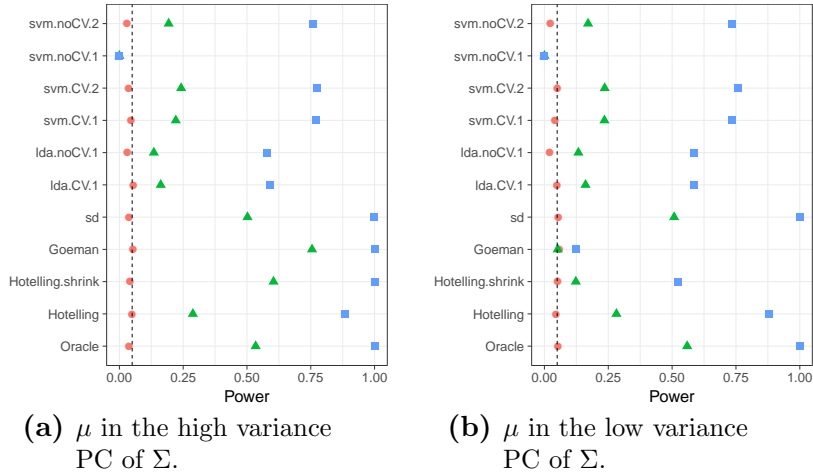 svm.noCV.2
svm.noCV.1
svm.CV.2
svm.CV.1
lda.noCV.1
lda.CV.1
sd
Goeman
Hotelling.shrink
Hotelling
Oracle
0.00 0.25 0.50 0.75 1.00
Power
(a) μ in the high variance
PC of Σ.
svm.noCV.2
svm.noCV.1
svm.CV.2
svm.CV.1
lda.noCV.1
lda.CV.1
sd
Goeman
Hotelling.shrink
Hotelling
Oracle
0.00 0.25 0.50 0.75 1.00
Power
(b) μ in the low variance
PC of Σ.